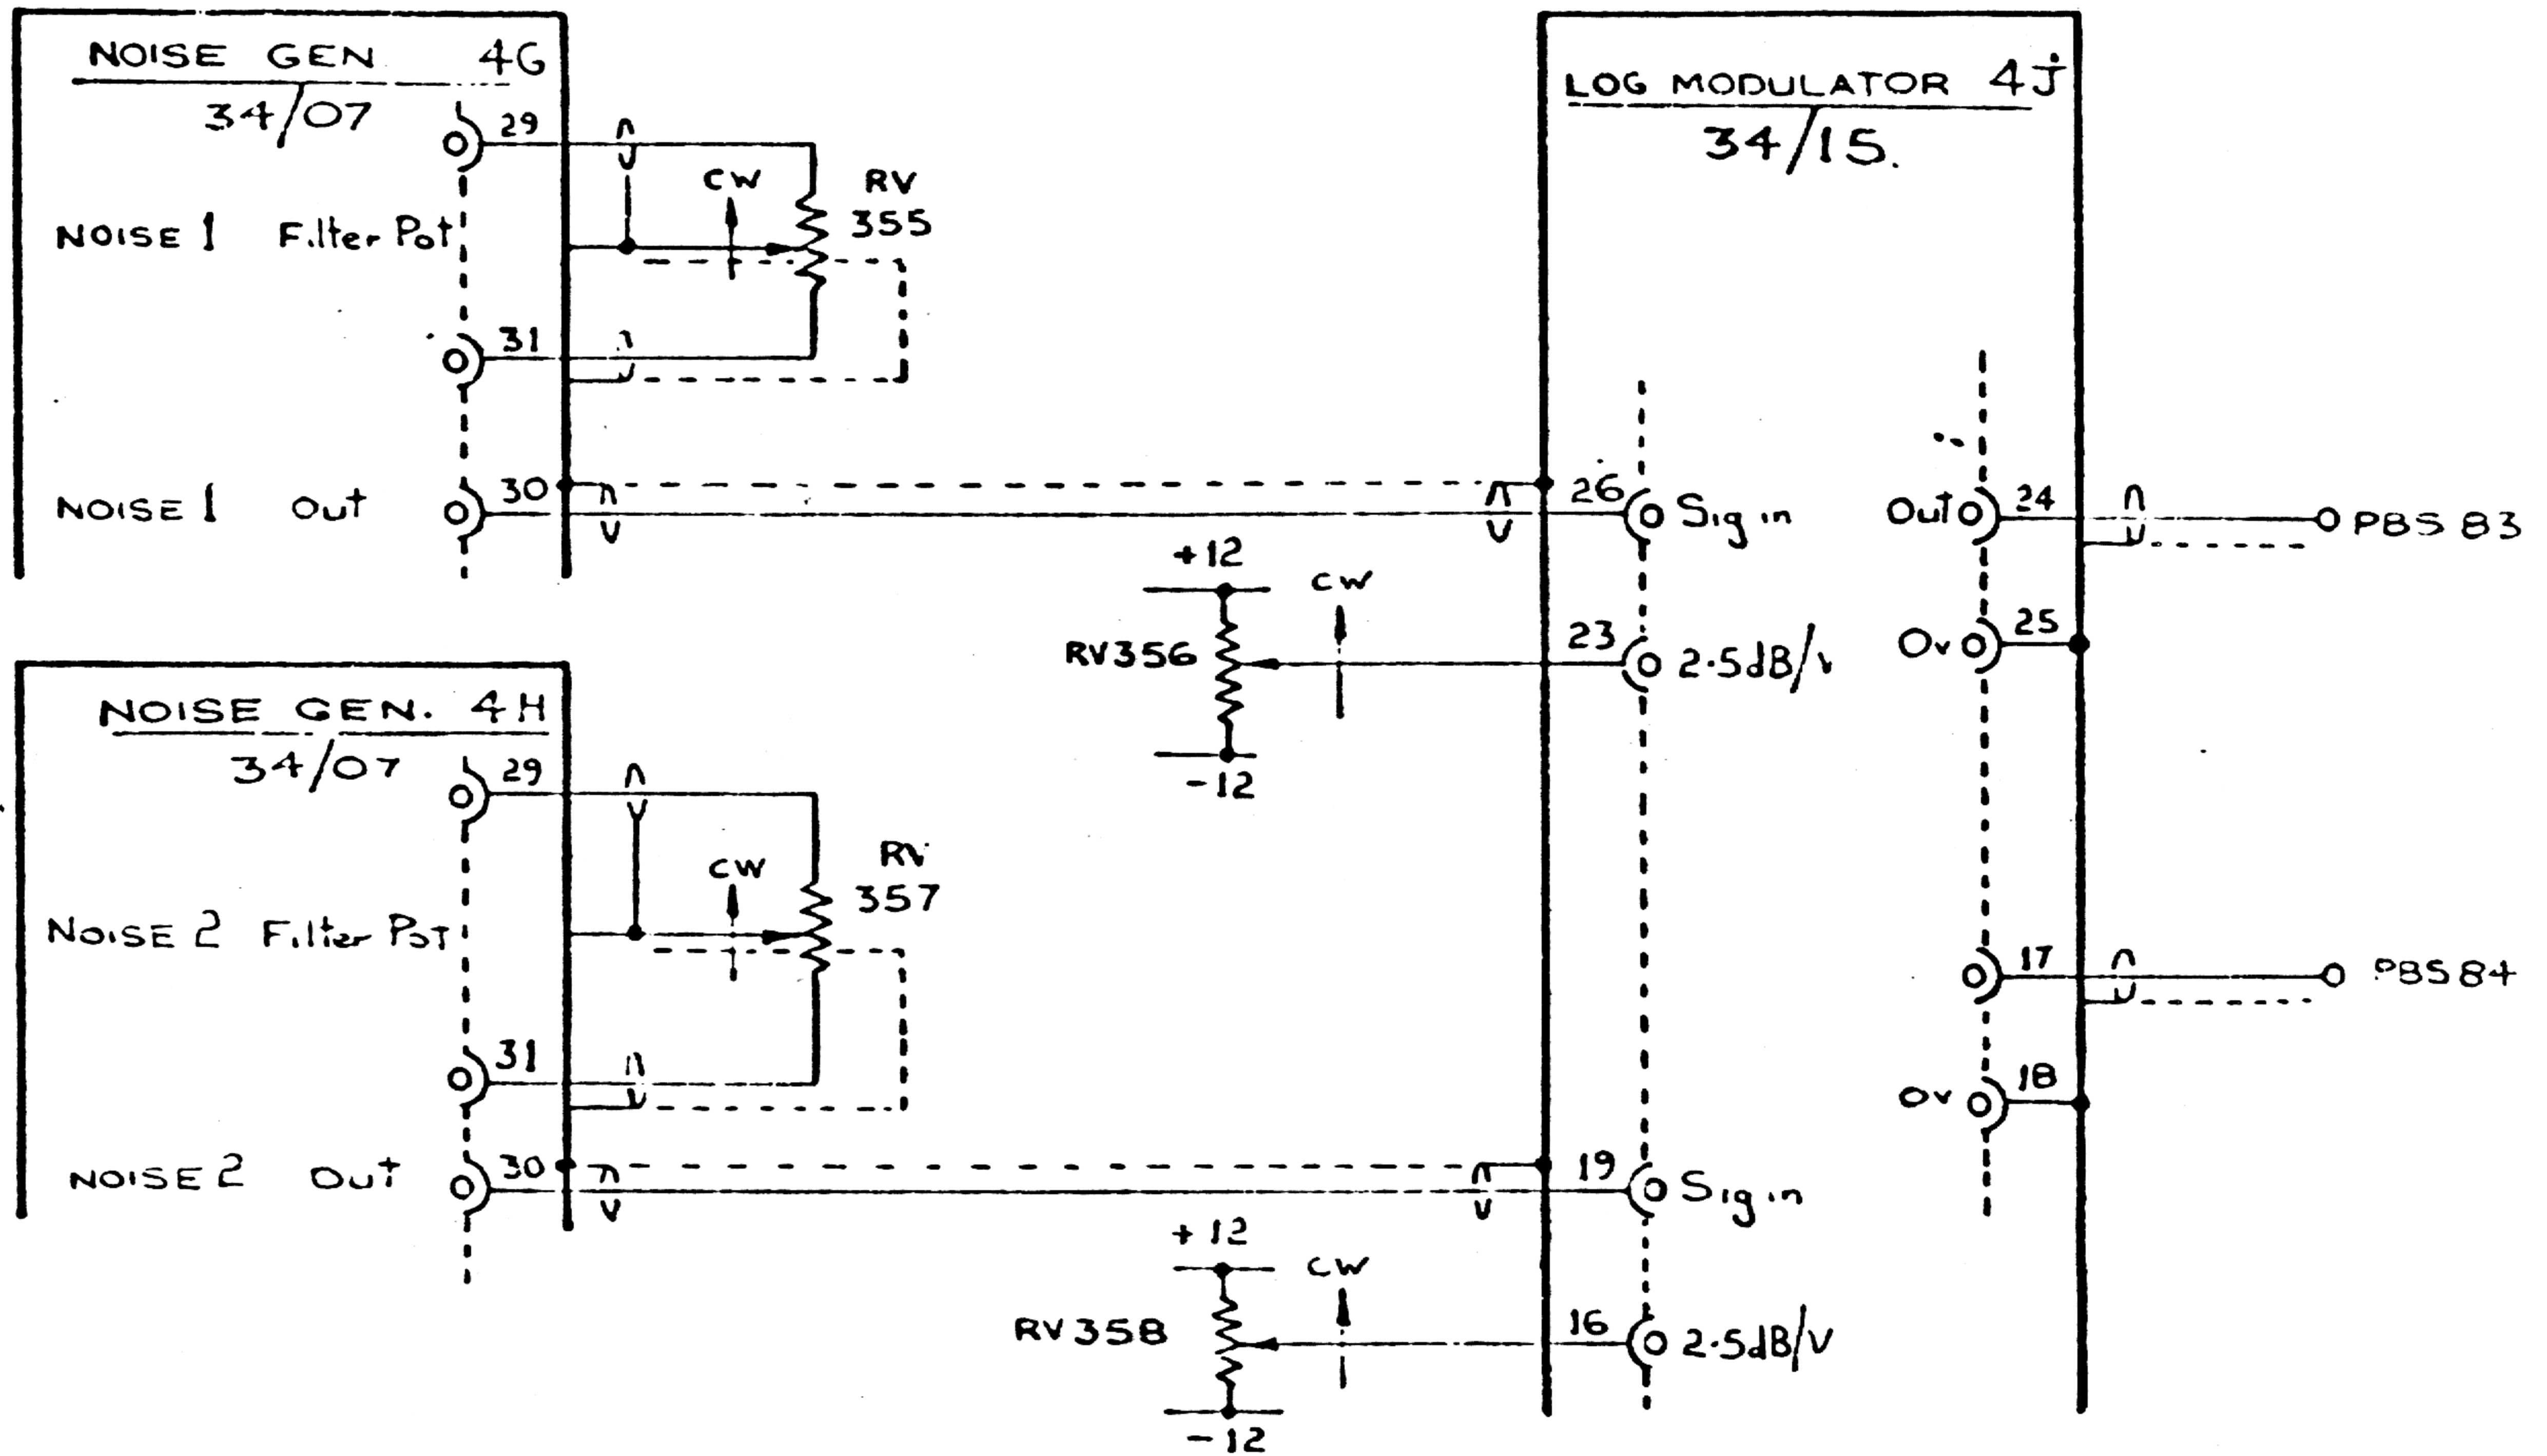 NOISE GEN 4G
34/07
29
CW
RV
355
NOISE 1 Filter Pot
31
NOISE 1 Out
30
NOISE GEN. 4H
34/07
29
CW
RV
357
NOISE 2 Filter Pot
31
NOISE 2 Out
30
+12
CW
RV356
-12
+12
CW
RV358
-12
LOG MODULATOR 4J
34/15.
26 Sig in
23 2.5dB/v
19 Sig in
16 2.5dB/V
Out 24
PBS 83
Ov 25
17
PBS 84
Ov 18